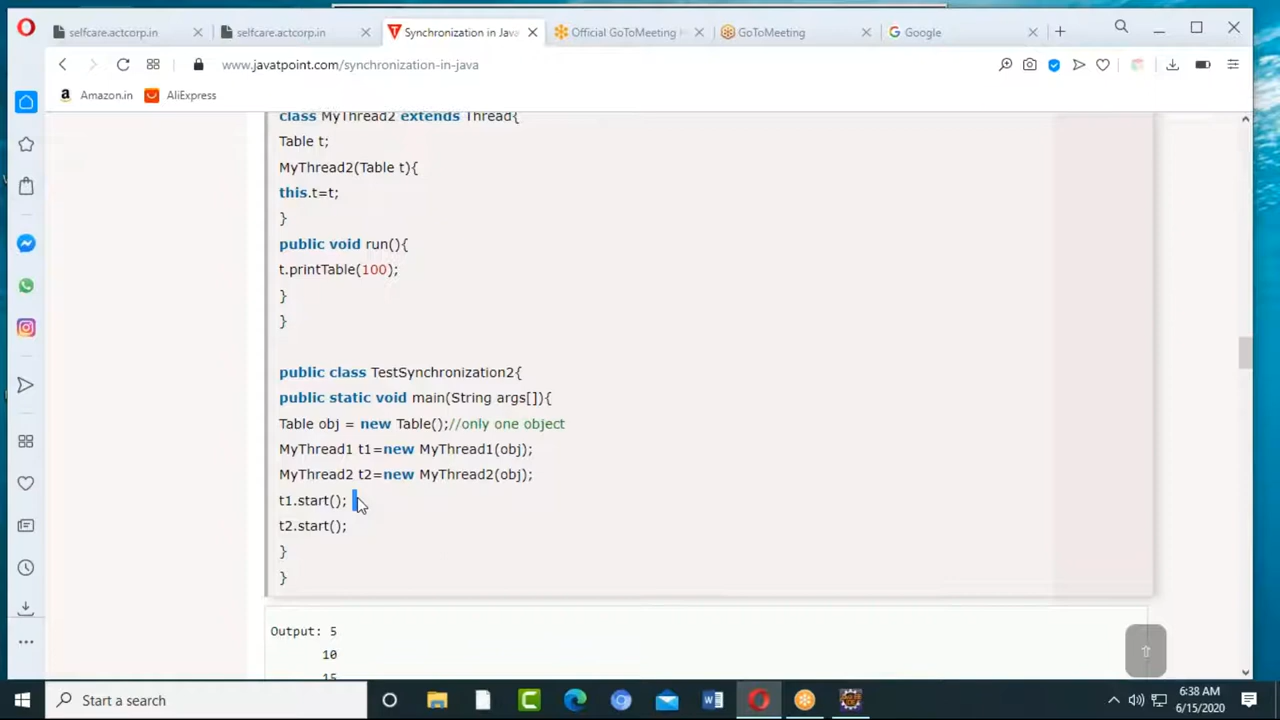 selfcare.actcorp.in
selfcare.actcorp.in
Synchronization in Java
Official GoToMeeting
GoToMeeting
Google
www.javatpoint.com/synchronization-in-java
Amazon.in
AliExpress
class MyThread2 extends Thread{
Table t;
MyThread2(Table t){
this.t=t;
}
public void run(){
t.printTable(100);
}
}
public class TestSynchronization2{
public static void main(String args[]){
Table obj = new Table();//only one object
MyThread1 t1=new MyThread1(obj);
MyThread2 t2=new MyThread2(obj);
t1.start();
t2.start();
}
}
Output: 5
10
15
Start a search
6:38 AM
6/15/2020